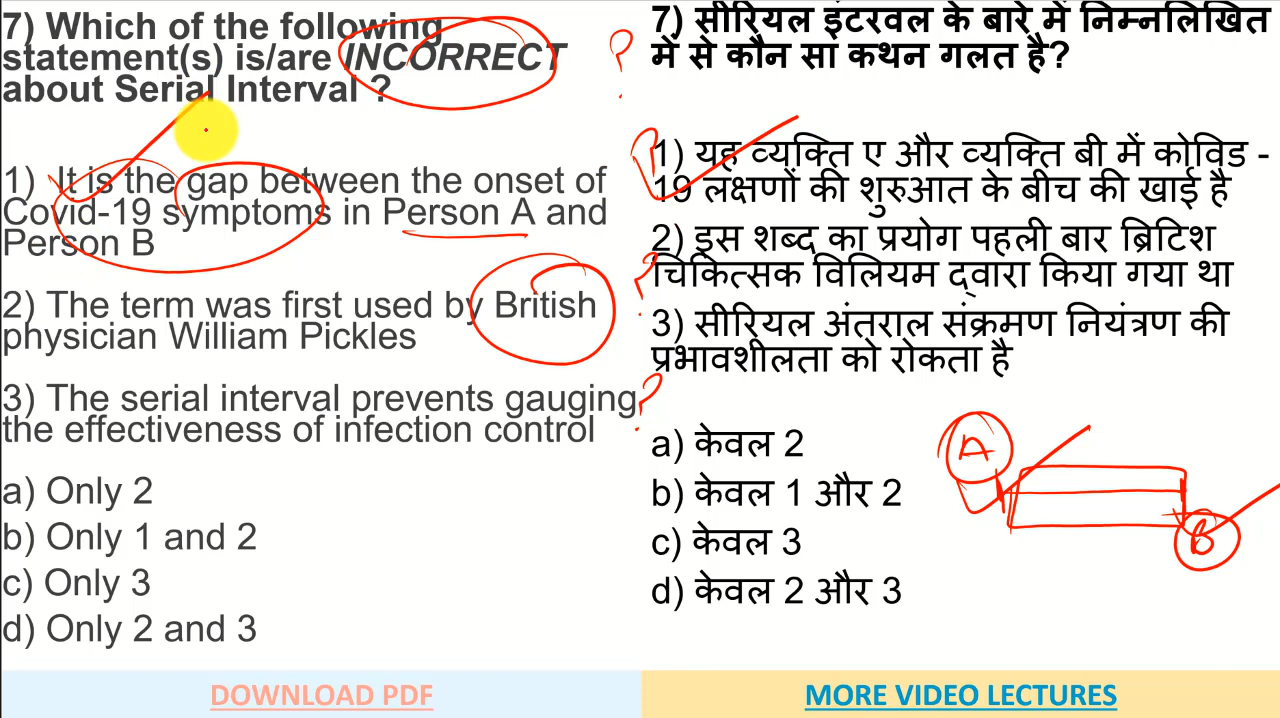 7) Which of the following
statement(s) is/are INCORRECT
about Serial Interval ?
1) It is the gap between the onset of
Covid-19 symptoms in Person A and
Person B
2) The term was first used by British
physician William Pickles
3) The serial interval prevents gauging
the effectiveness of infection control
a) Only 2
b) Only 1 and 2
c) Only 3
d) Only 2 and 3
7) सीरियल इंटरवल के बारे में निम्नलिखित
में से कौन सा कथन गलत है?
1) यह व्यक्ति ए और व्यक्ति बी में कोविड -
19 लक्षणों की शुरुआत के बीच की खाई है
2) इस शब्द का प्रयोग पहली बार ब्रिटिश
चिकित्सक विलियम द्वारा किया गया था
3) सीरियल अंतराल संक्रमण नियंत्रण की
प्रभावशीलता को रोकता है
a) केवल 2
b) केवल 1 और 2
c) केवल 3
d) केवल 2 और 3
?
?
?
A
B
DOWNLOAD PDF
MORE VIDEO LECTURES